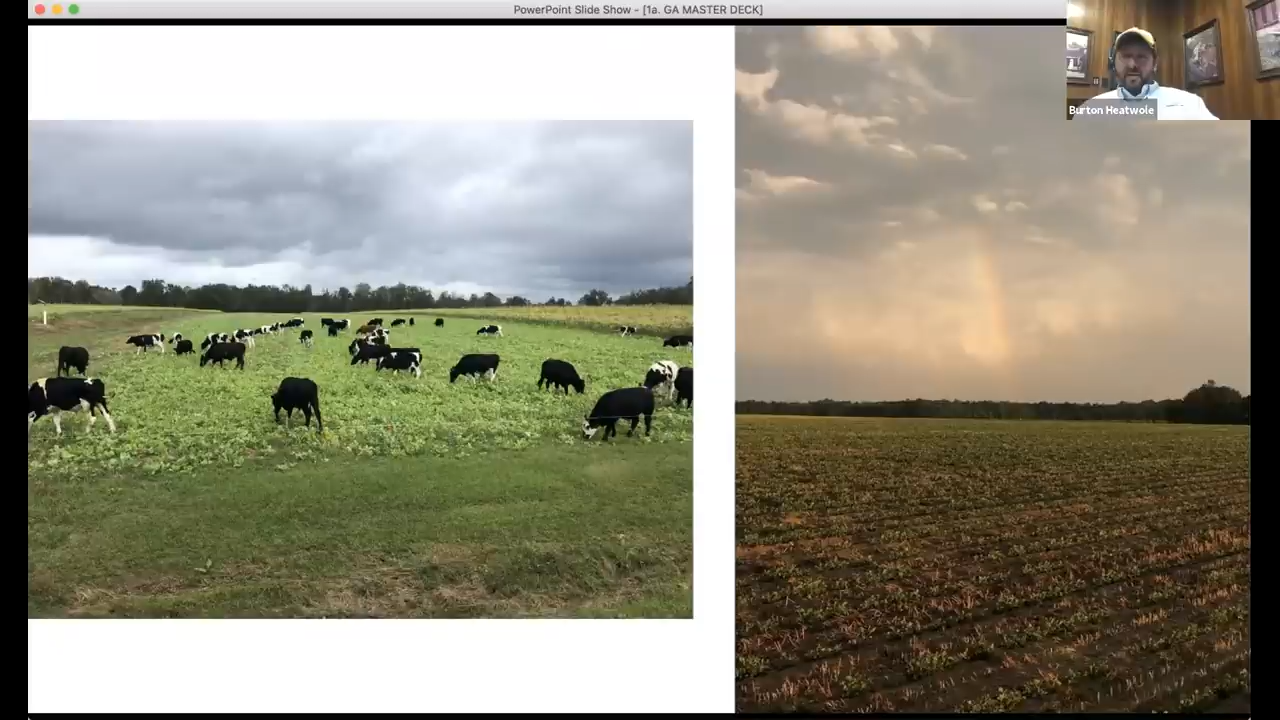 PowerPoint Slide Show - [1a. GA MASTER DECK]
Burton Heatwole